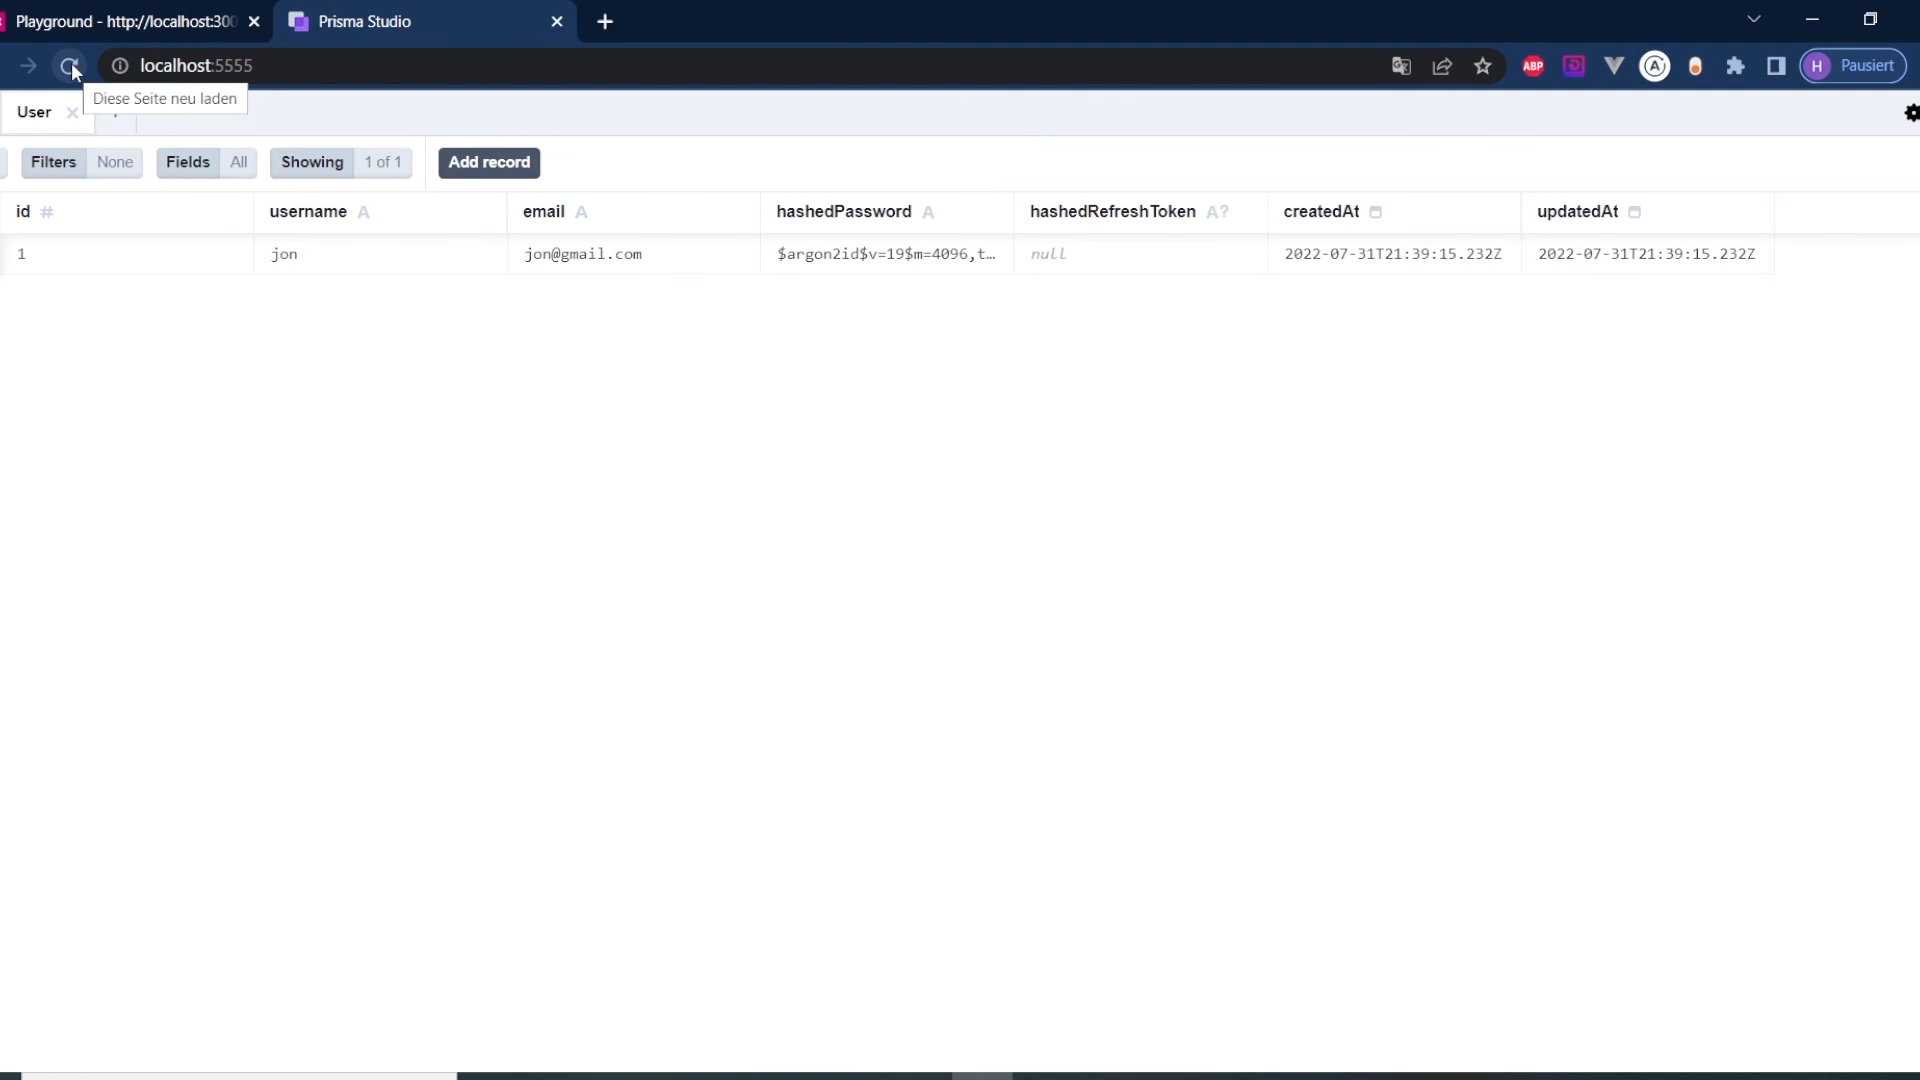 Playground - http://localhost:300
Prisma Studio
localhost:5555
ABP
A
H
Pausiert
Diese Seite neu laden
User
Filters None
Fields All
Showing 1 of 1
Add record
id #
username A
email A
hashedPassword A
hashedRefreshToken A?
createdAt
updatedAt
1
jon
jon@gmail.com
$argon2id$v=19$m=4096,t…
null
2022-07-31T21:39:15.232Z
2022-07-31T21:39:15.232Z